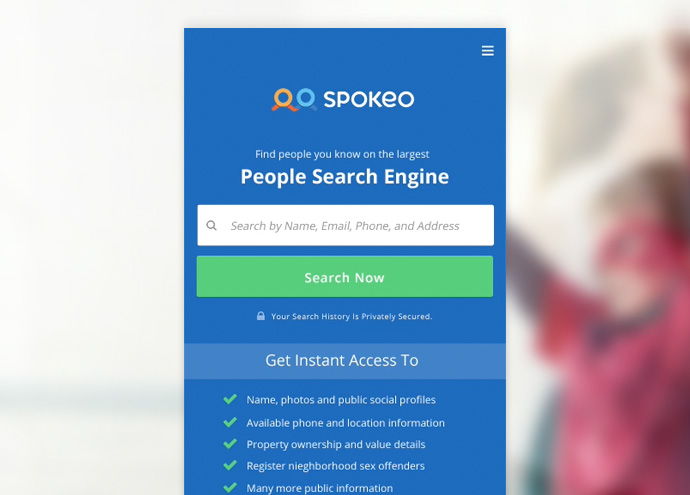 SPOKEO
Find people you know on the largest
People Search Engine
Search by Name, Email, Phone, and Address
Search Now
Your Search History Is Privately Secured.
Get Instant Access To
Name, photos and public social profiles
Available phone and location information
Property ownership and value details
Register nieghborhood sex offenders
Many more public information